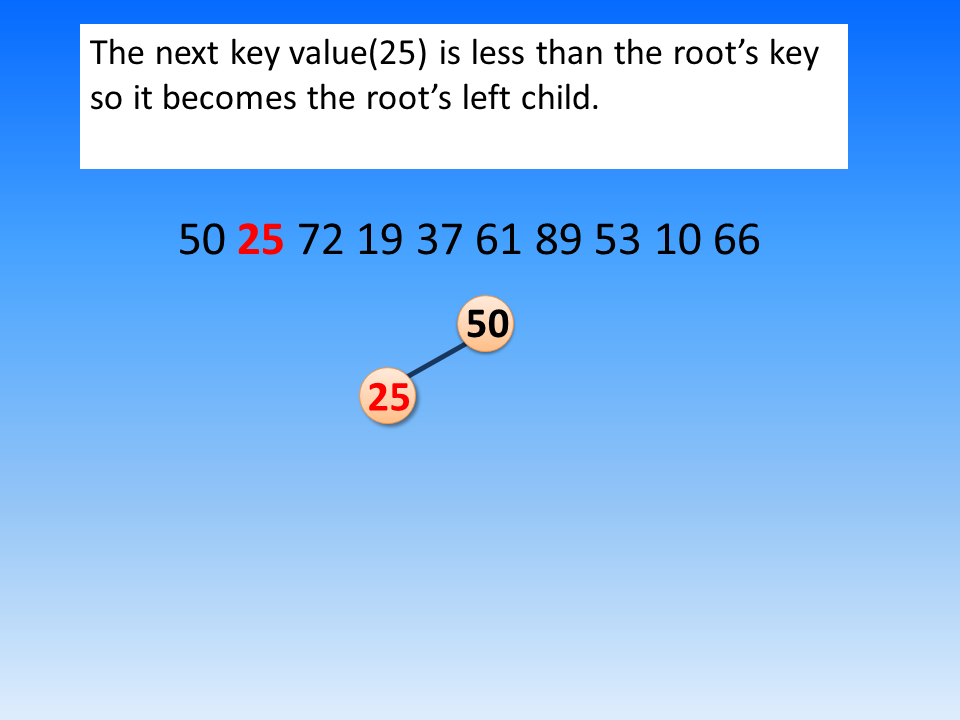 The next key value(25) is less than the root’s key
so it becomes the root’s left child.
50 25 72 19 37 61 89 53 10 66
50
25